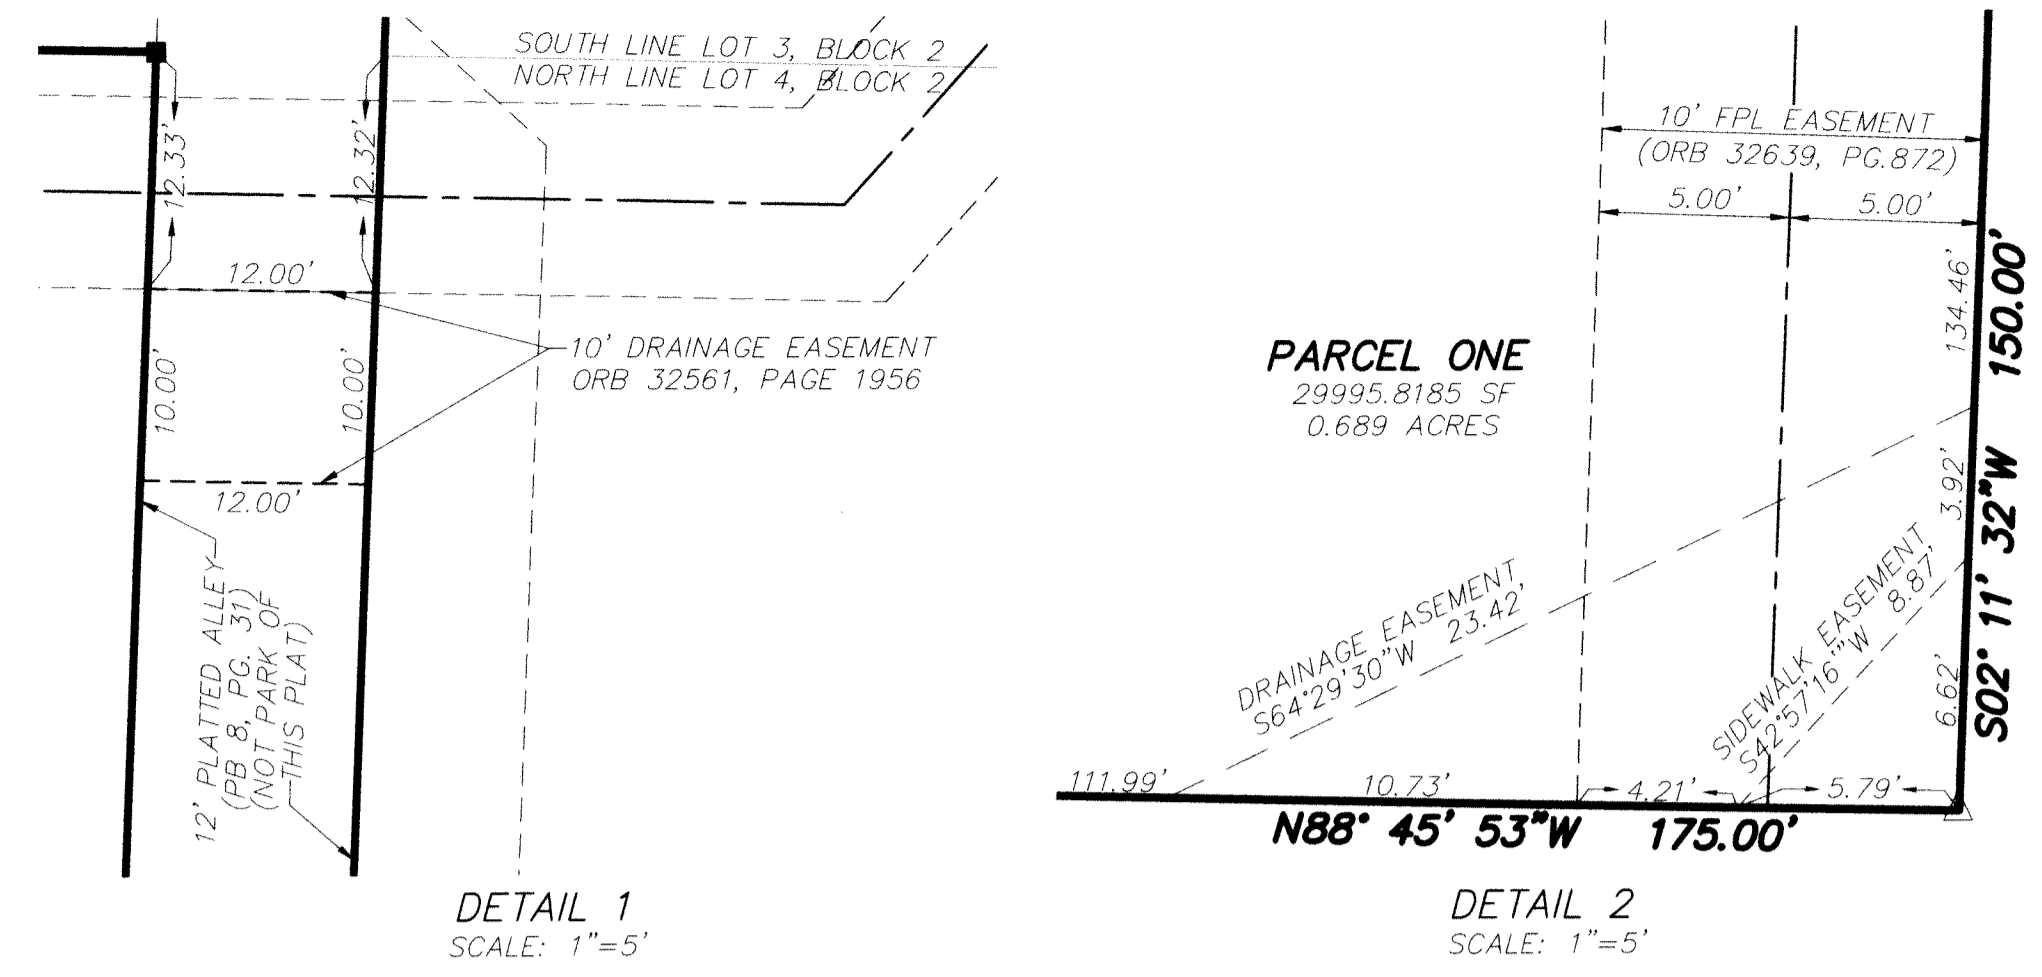 SOUTH LINE LOT 3, BLOCK 2
NORTH LINE LOT 4, BLOCK 2
12.33'
12.32'
12.00'
10' DRAINAGE EASEMENT
ORB 32561, PAGE 1956
10.00'
10.00'
12.00'
12' PLATTED ALLEY
(PB 8, PG. 31)
(NOT PARK OF
THIS PLAT)
DETAIL 1
SCALE: 1"=5'
10' FPL EASEMENT
(ORB 32639, PG.872)
5.00'
5.00'
PARCEL ONE
29995.8185 SF
0.689 ACRES
134.46'
3.92'
6.62'
S02° 11' 32"W 150.00'
DRAINAGE EASEMENT,
S64°29'30"W 23.42'
SIDEWALK EASEMENT,
S42°57'16"'W 8.87'
111.99'
10.73'
4.21'
5.79'
N88° 45' 53"W 175.00'
DETAIL 2
SCALE: 1"=5'